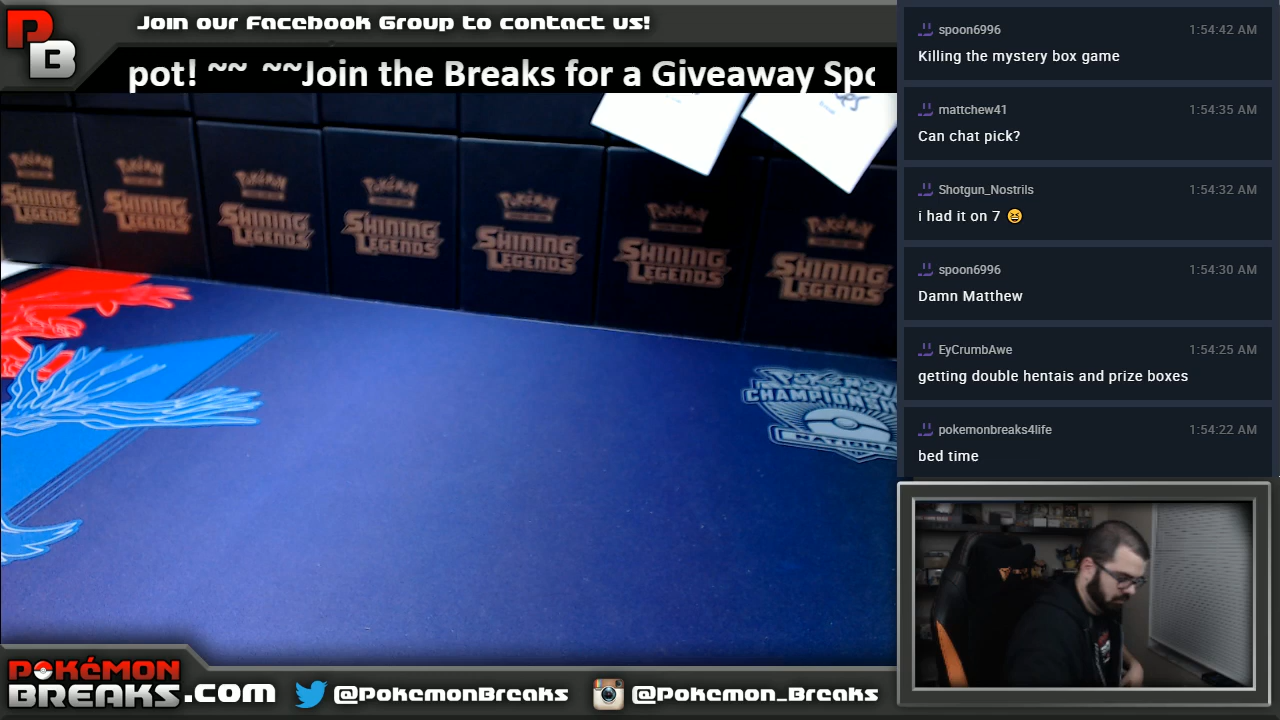 PB
Join our Facebook Group to contact us!
pot! ~~ ~~Join the Breaks for a Giveaway Spo
Pokémon
SHINING
LEGENDS
Pokémon
SHINING
LEGENDS
Pokémon
SHINING
LEGENDS
Pokémon
SHINING
LEGENDS
Pokémon
SHINING
LEGENDS
Pokémon
SHINING
LEGENDS
Pokémon
SHINING
LEGENDS
POKÉMON
CHAMPIONSH
NATIONA
spoon6996 1:54:42 AM
Killing the mystery box game
mattchew41 1:54:35 AM
Can chat pick?
Shotgun_Nostrils 1:54:32 AM
i had it on 7 😆
spoon6996 1:54:30 AM
Damn Matthew
EyCrumbAwe 1:54:25 AM
getting double hentais and prize boxes
pokemonbreaks4life 1:54:22 AM
bed time
POKéMON
BREAKS.com
@PokemonBreaks
@Pokemon_Breaks